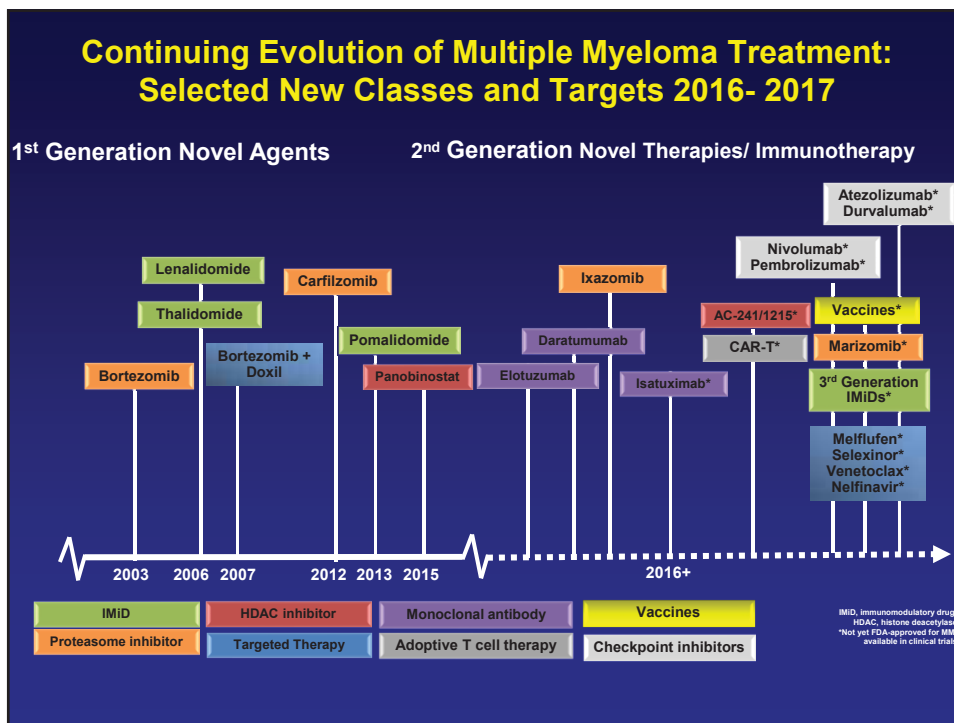 Continuing Evolution of Multiple Myeloma Treatment:
Selected New Classes and Targets 2016- 2017
1st Generation Novel Agents
2nd Generation Novel Therapies/ Immunotherapy
Atezolizumab*
Durvalumab*
Nivolumab*
Pembrolizumab*
Lenalidomide
Carfilzomib
Ixazomib
Thalidomide
AC-241/1215*
Vaccines*
Pomalidomide
Daratumumab
CAR-T*
Marizomib*
Bortezomib +
Doxil
Bortezomib
Panobinostat
Elotuzumab
Isatuximab*
3rd Generation
IMiDs*
Melflufen*
Selexinor*
Venetoclax*
Nelfinavir*
2003
2006
2007
2012
2013
2015
2016+
IMiD
HDAC inhibitor
Monoclonal antibody
Vaccines
Proteasome inhibitor
Targeted Therapy
Adoptive T cell therapy
Checkpoint inhibitors
IMiD, immunomodulatory drug
HDAC, histone deacetylase
*Not yet FDA-approved for MM
available in clinical trials